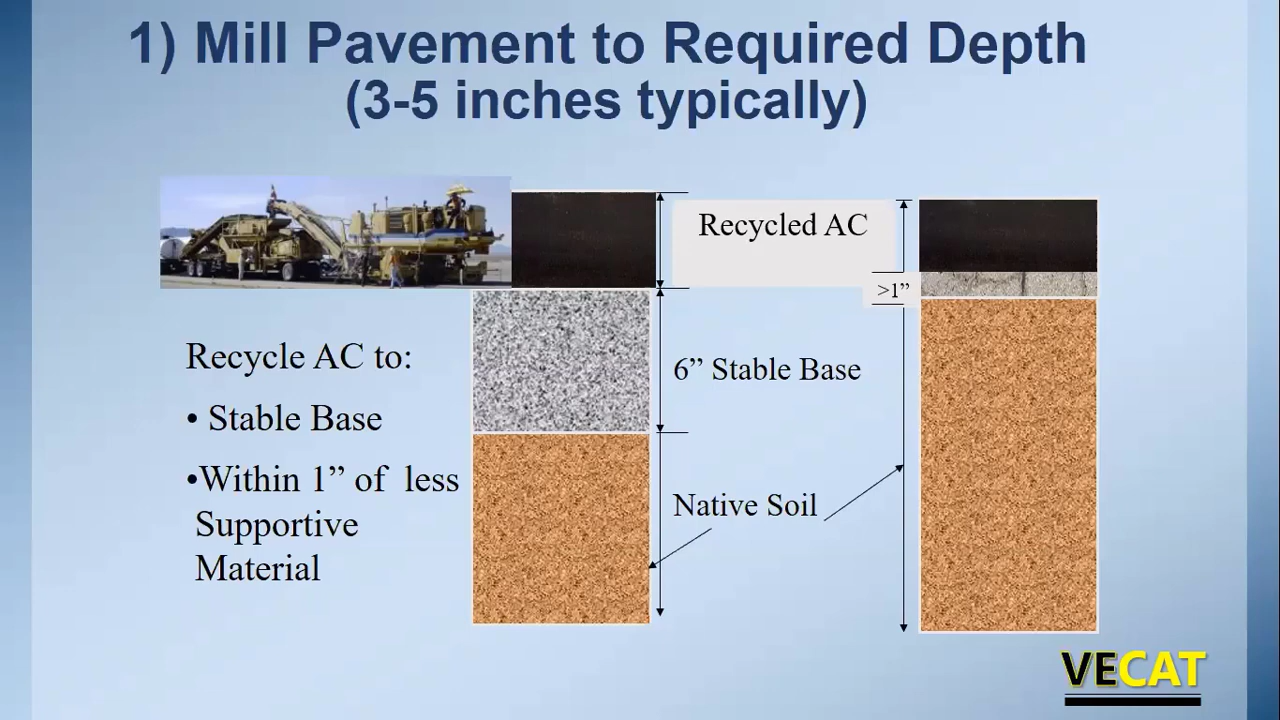 1) Mill Pavement to Required Depth
(3-5 inches typically)
Recycled AC
>1”
Recycle AC to:
• Stable Base
•Within 1” of  less
Supportive
Material
6” Stable Base
Native Soil
VECAT